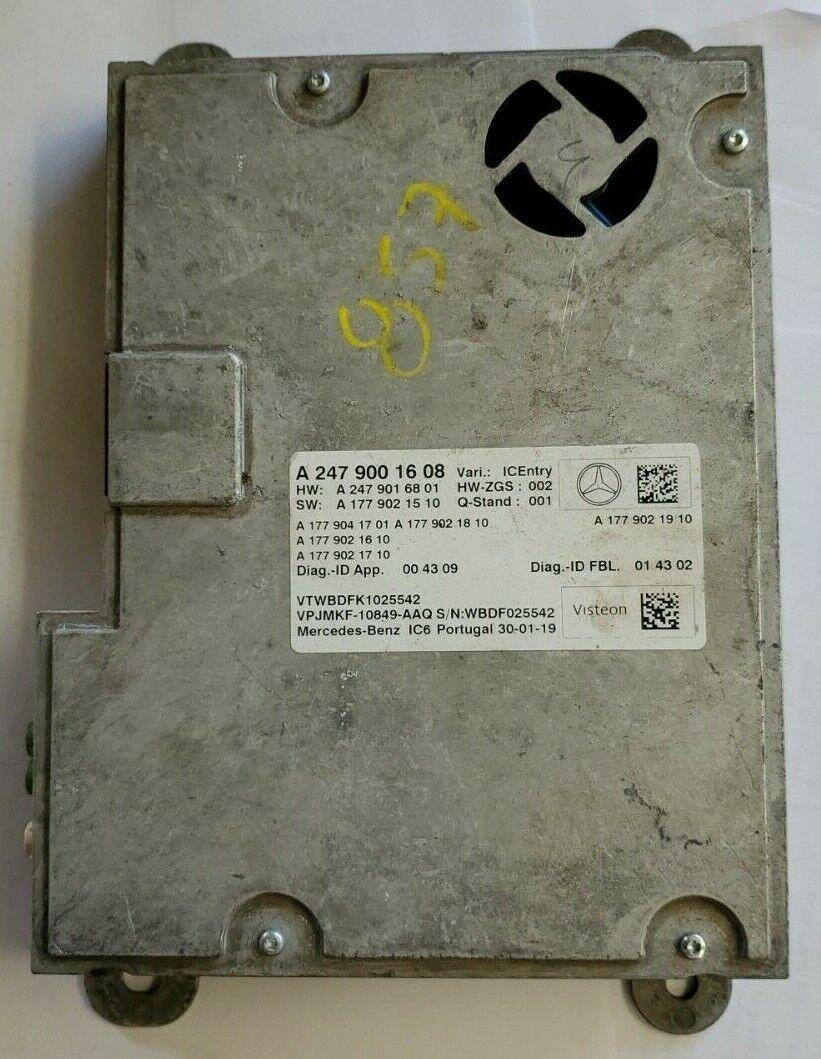 857
A 247 900 16 08 Vari.: ICEntry
HW: A 247 901 68 01 HW-ZGS : 002
SW: A 177 902 15 10 Q-Stand : 001
A 177 904 17 01 A 177 902 18 10 A 177 902 19 10
A 177 902 16 10
A 177 902 17 10
Diag.-ID App. 00 43 09 Diag.-ID FBL. 01 43 02
VTWBDFK1025542
VPJMKF-10849-AAQ S/N:WBDF025542 Visteon
Mercedes-Benz IC6 Portugal 30-01-19